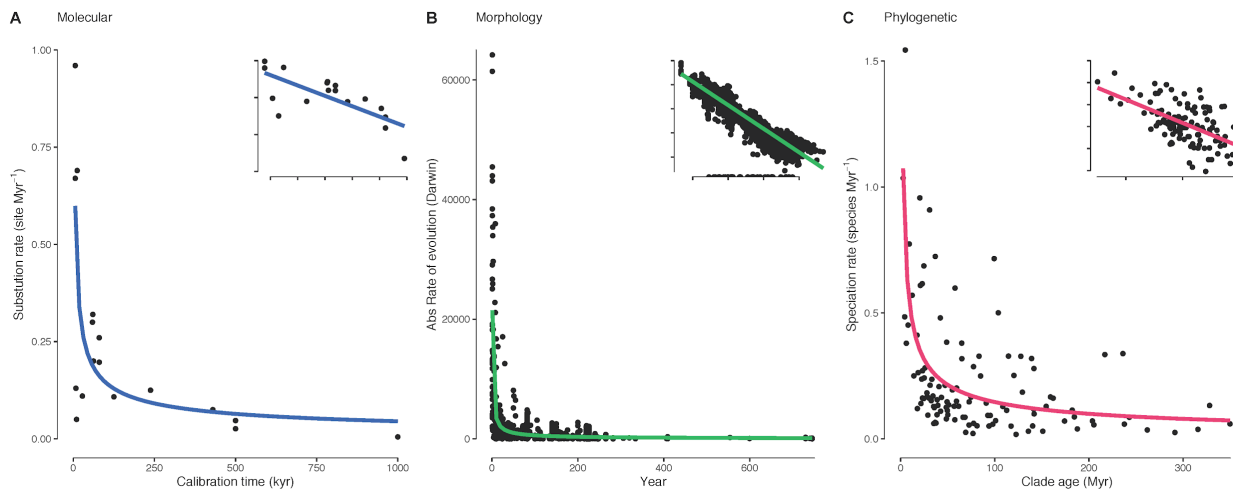 A Molecular
1.00
0.75
0.50
0.25
0.00
Substution rate (site Myr⁻¹)
0 250 500 750 1000
Calibration time (kyr)
B Morphology
60000
40000
20000
0
Abs Rate of evolution (Darwin)
0 200 400 600
Year
C Phylogenetic
1.5
1.0
0.5
0.0
Speciation rate (species Myr⁻¹)
0 100 200 300
Clade age (Myr)